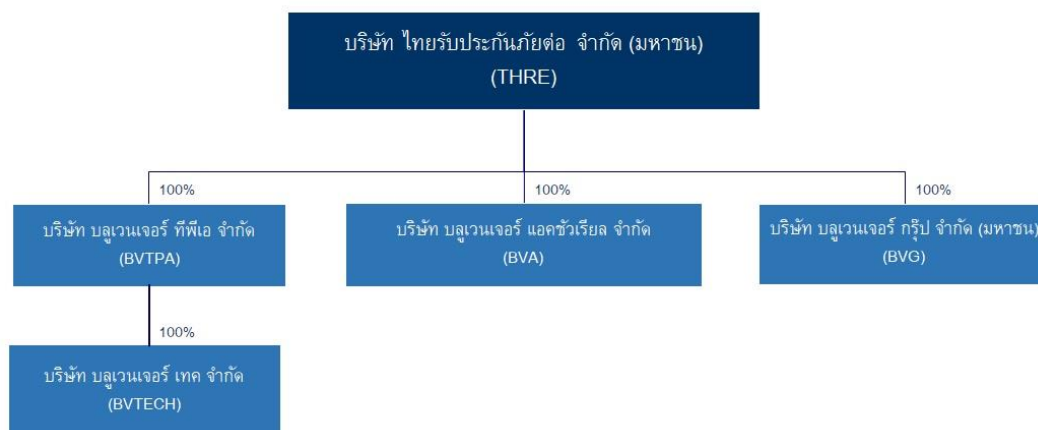 บริษัท ไทยรับประกันภัยต่อ จำกัด (มหาชน)
(THRE)
100%
100%
100%
บริษัท บลูเวนเจอร์ ทีพีเอ จำกัด
(BVTPA)
บริษัท บลูเวนเจอร์ แอคชัวเรียล จำกัด
(BVA)
บริษัท บลูเวนเจอร์ กรุ๊ป จำกัด (มหาชน)
(BVG)
100%
บริษัท บลูเวนเจอร์ เทค จำกัด
(BVTECH)